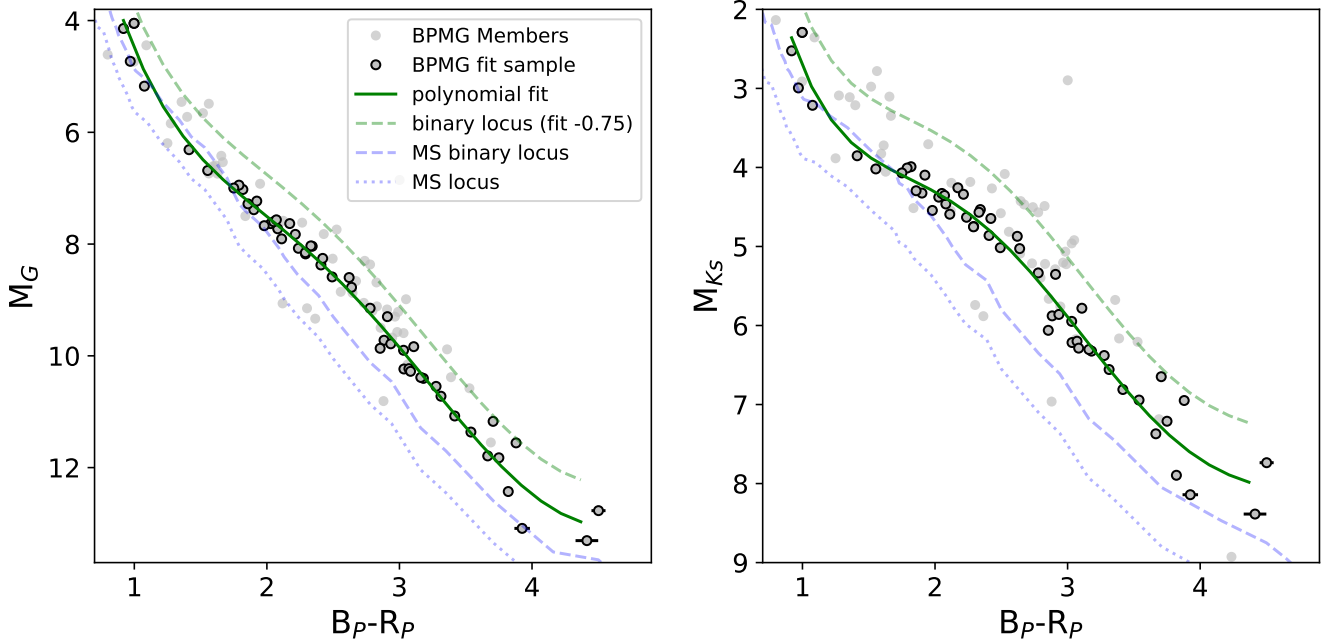 4
6
8
10
12
M_G
1
2
3
4
B_P-R_P
BPMG Members
BPMG fit sample
polynomial fit
binary locus (fit -0.75)
MS binary locus
MS locus
2
3
4
5
6
7
8
9
M_Ks
1
2
3
4
B_P-R_P